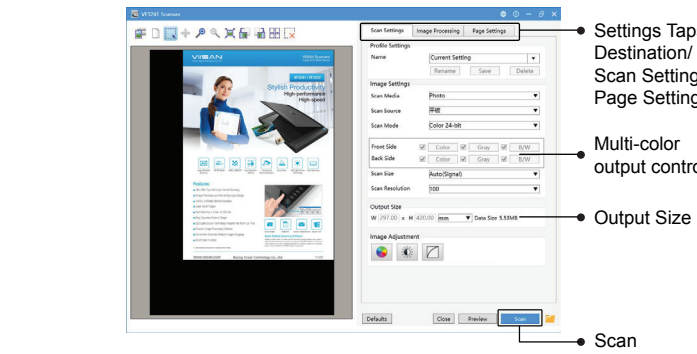 VF3241 Scanner
Scan Settings Image Processing Page Settings
Profile Settings
Name Current Setting
Rename Save Delete
Image Settings
Scan Media Photo
Scan Source 平板
Scan Mode Color 24-bit
Front Side Color Gray B/W
Back Side Color Gray B/W
Scan Size Auto(Signal)
Scan Resolution 100
Output Size
W 297.00 x H 420.00 mm Data Size 5.53MB
Image Adjustment
Defaults Close Preview Scan
VIISAN
Stylish Productivity
High-performance
High-speed
Features:
Settings Tap
Destination/
Scan Setting
Page Setting
Multi-color
output contro
Output Size
Scan